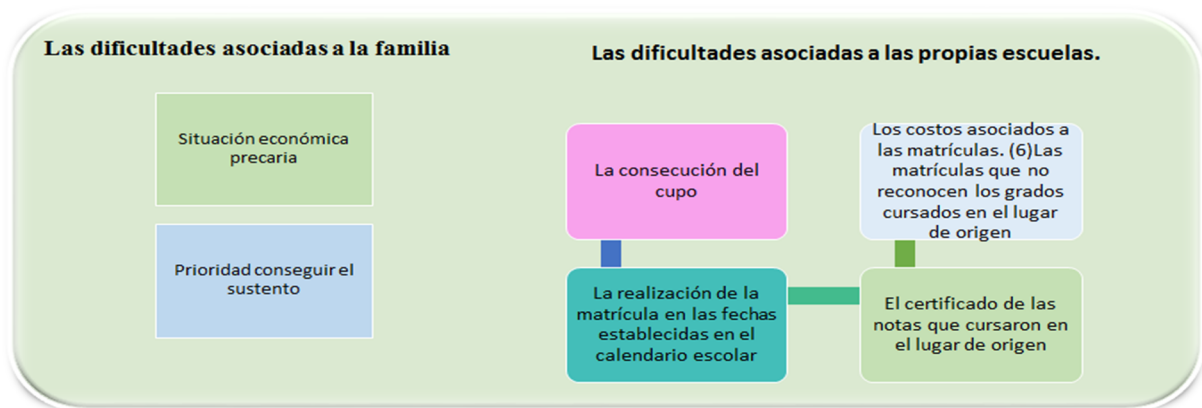 Las dificultades asociadas a la familia
Situación económica
precaria
Prioridad conseguir el
sustento
Las dificultades asociadas a las propias escuelas.
La consecución del
cupo
La realización de la
matrícula en las fechas
establecidas en el
calendario escolar
El certificado de las
notas que cursaron en
el lugar de origen
Los costos asociados a
las matrículas. (6)Las
matrículas que no
reconocen los grados
cursados en el lugar
de origen